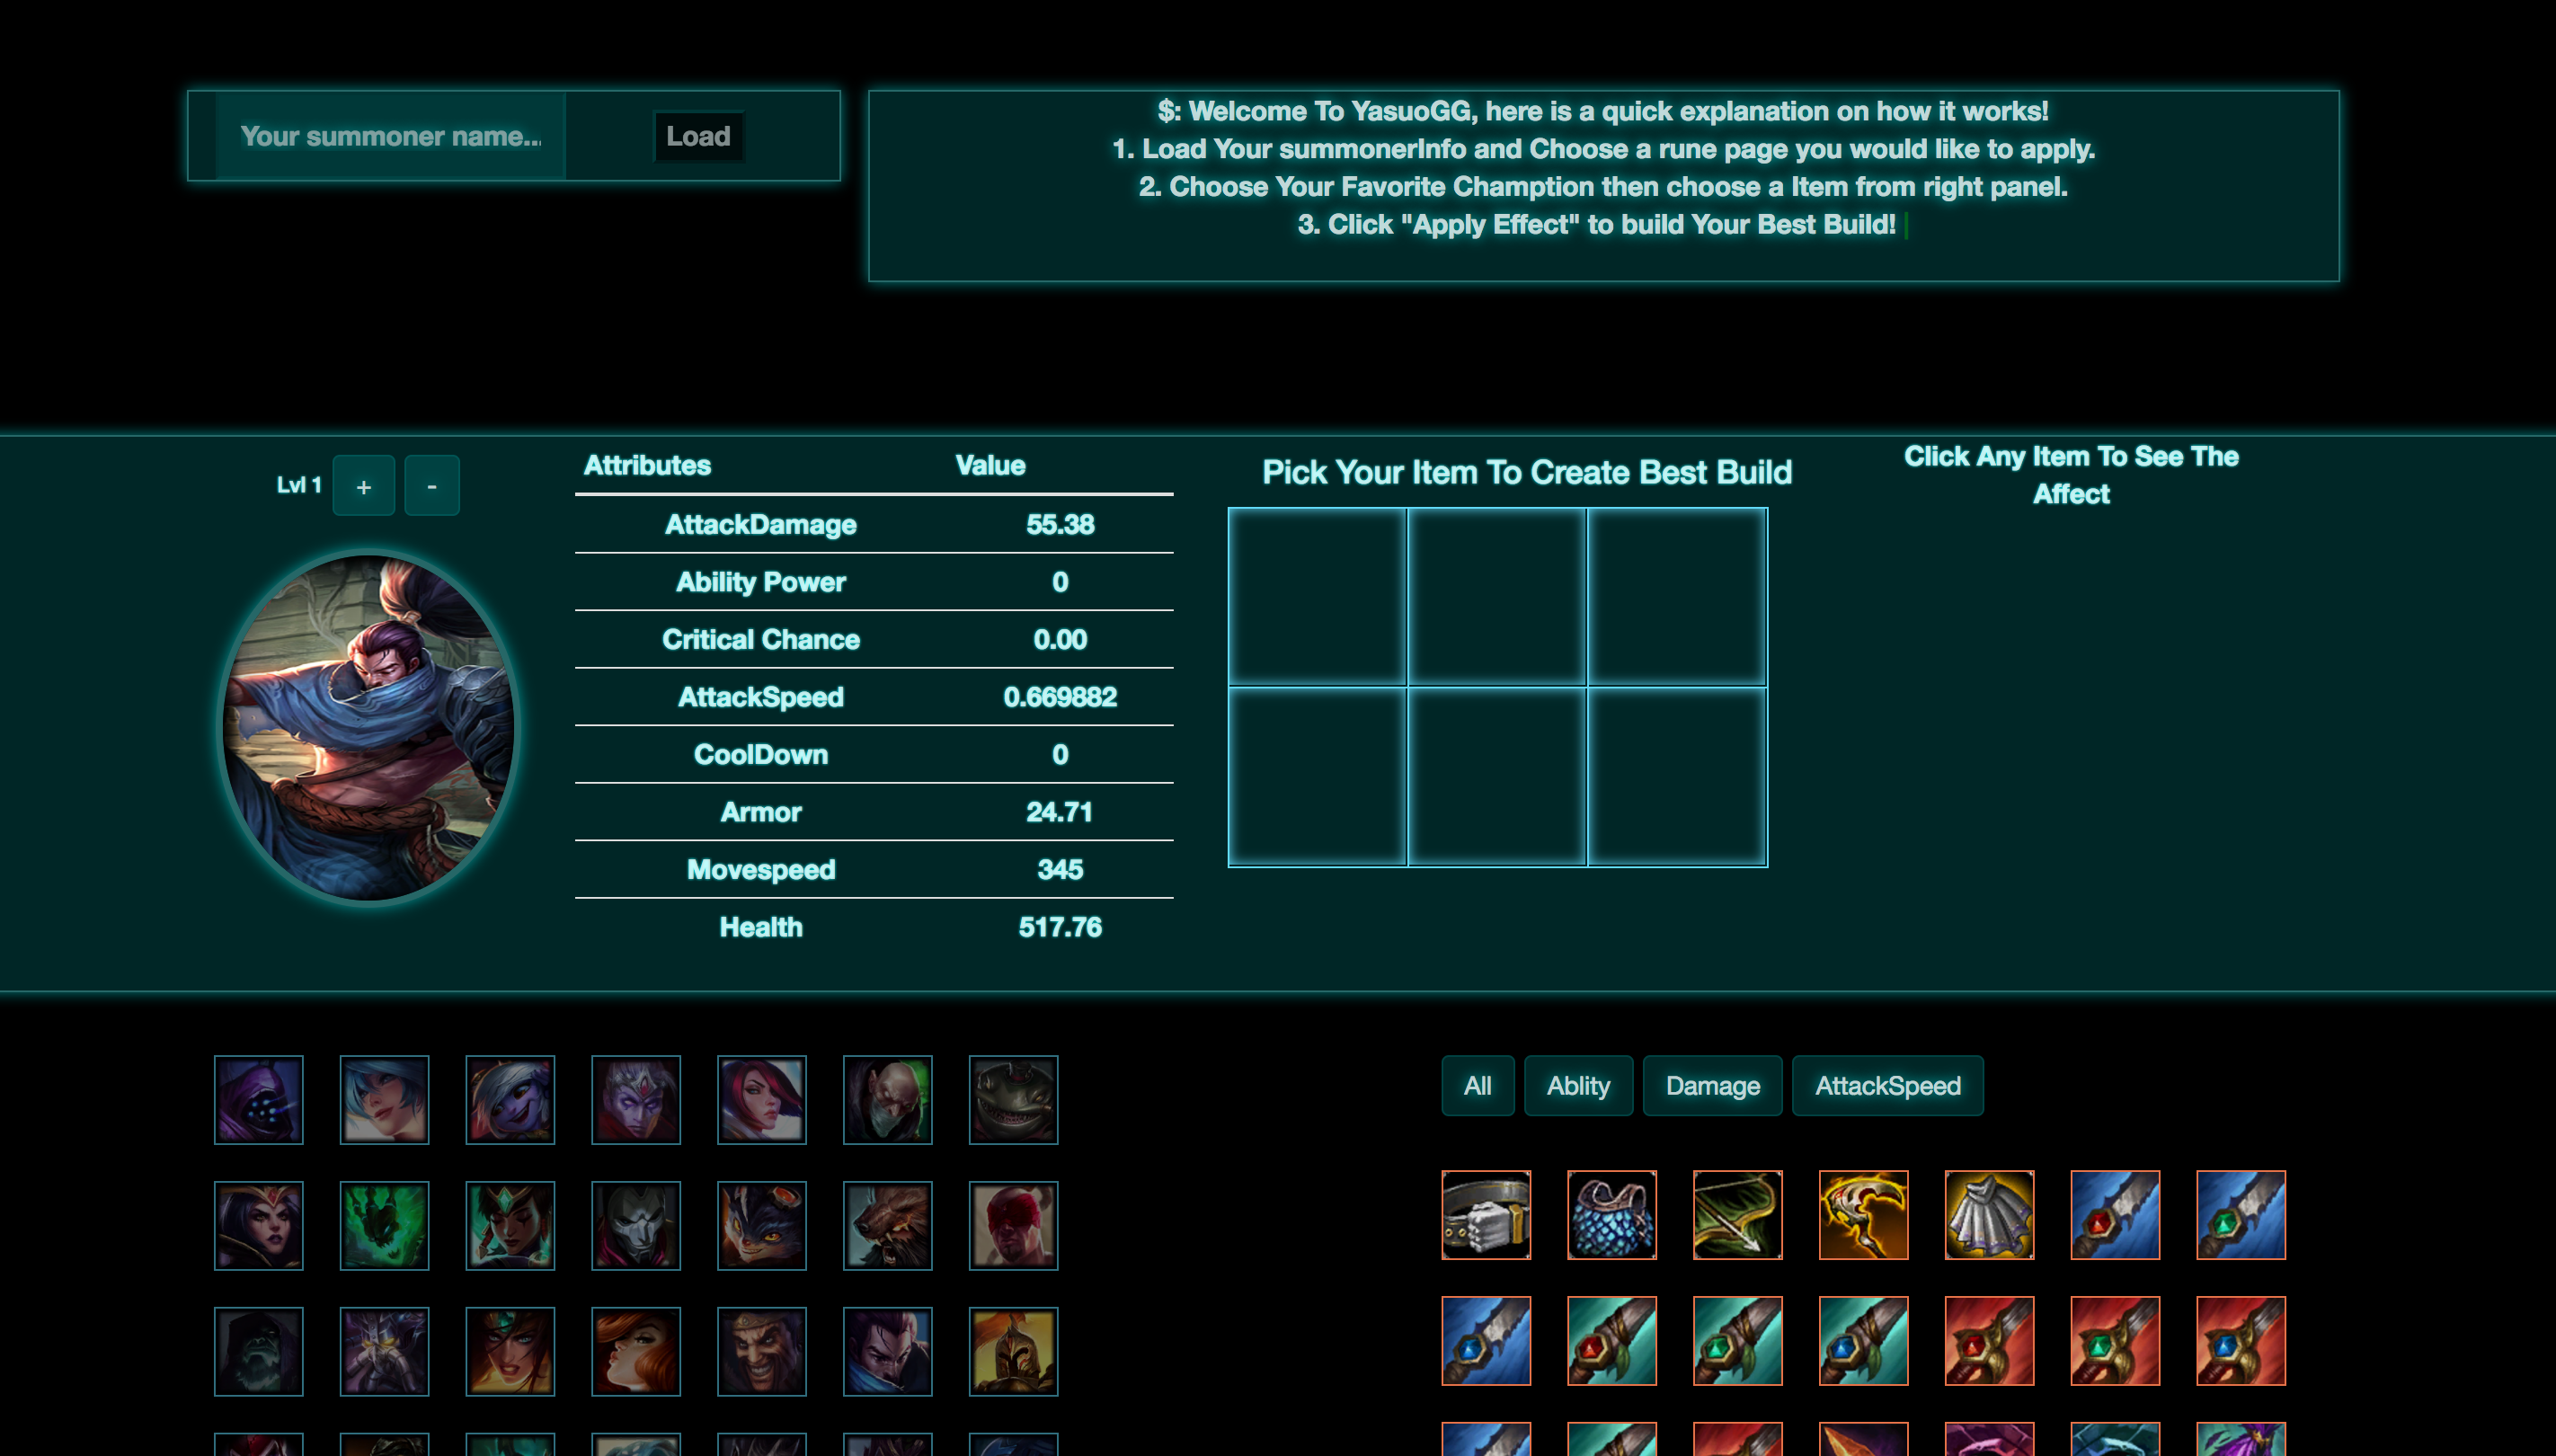 Your summoner name...
Load
$: Welcome To YasuoGG, here is a quick explanation on how it works!
1. Load Your summonerInfo and Choose a rune page you would like to apply.
2. Choose Your Favorite Chamption then choose a Item from right panel.
3. Click "Apply Effect" to build Your Best Build!
Lvl 1 + -
Attributes Value
AttackDamage 55.38
Ability Power 0
Critical Chance 0.00
AttackSpeed 0.669882
CoolDown 0
Armor 24.71
Movespeed 345
Health 517.76
Pick Your Item To Create Best Build
Click Any Item To See The
Affect
All Ablity Damage AttackSpeed